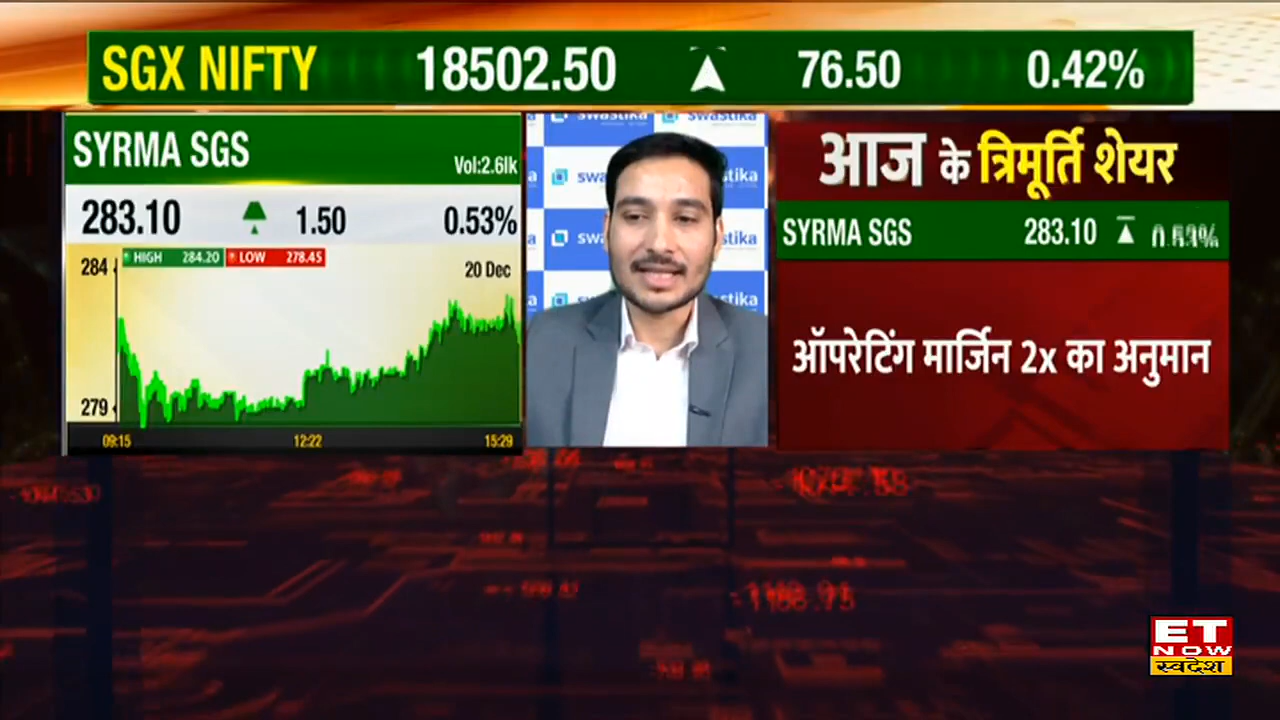 SGX NIFTY 18502.50 76.50 0.42%
SYRMA SGS
Vol:2.6lk
283.10 1.50 0.53%
HIGH 284.20 LOW 278.45
20 Dec
284
279
09:15 12:22 15:29
swastika swastika
आज के त्रिमूर्ति शेयर
SYRMA SGS 283.10
ऑपरेटिंग मार्जिन 2x का अनुमान
ET
NOW
स्वदेश